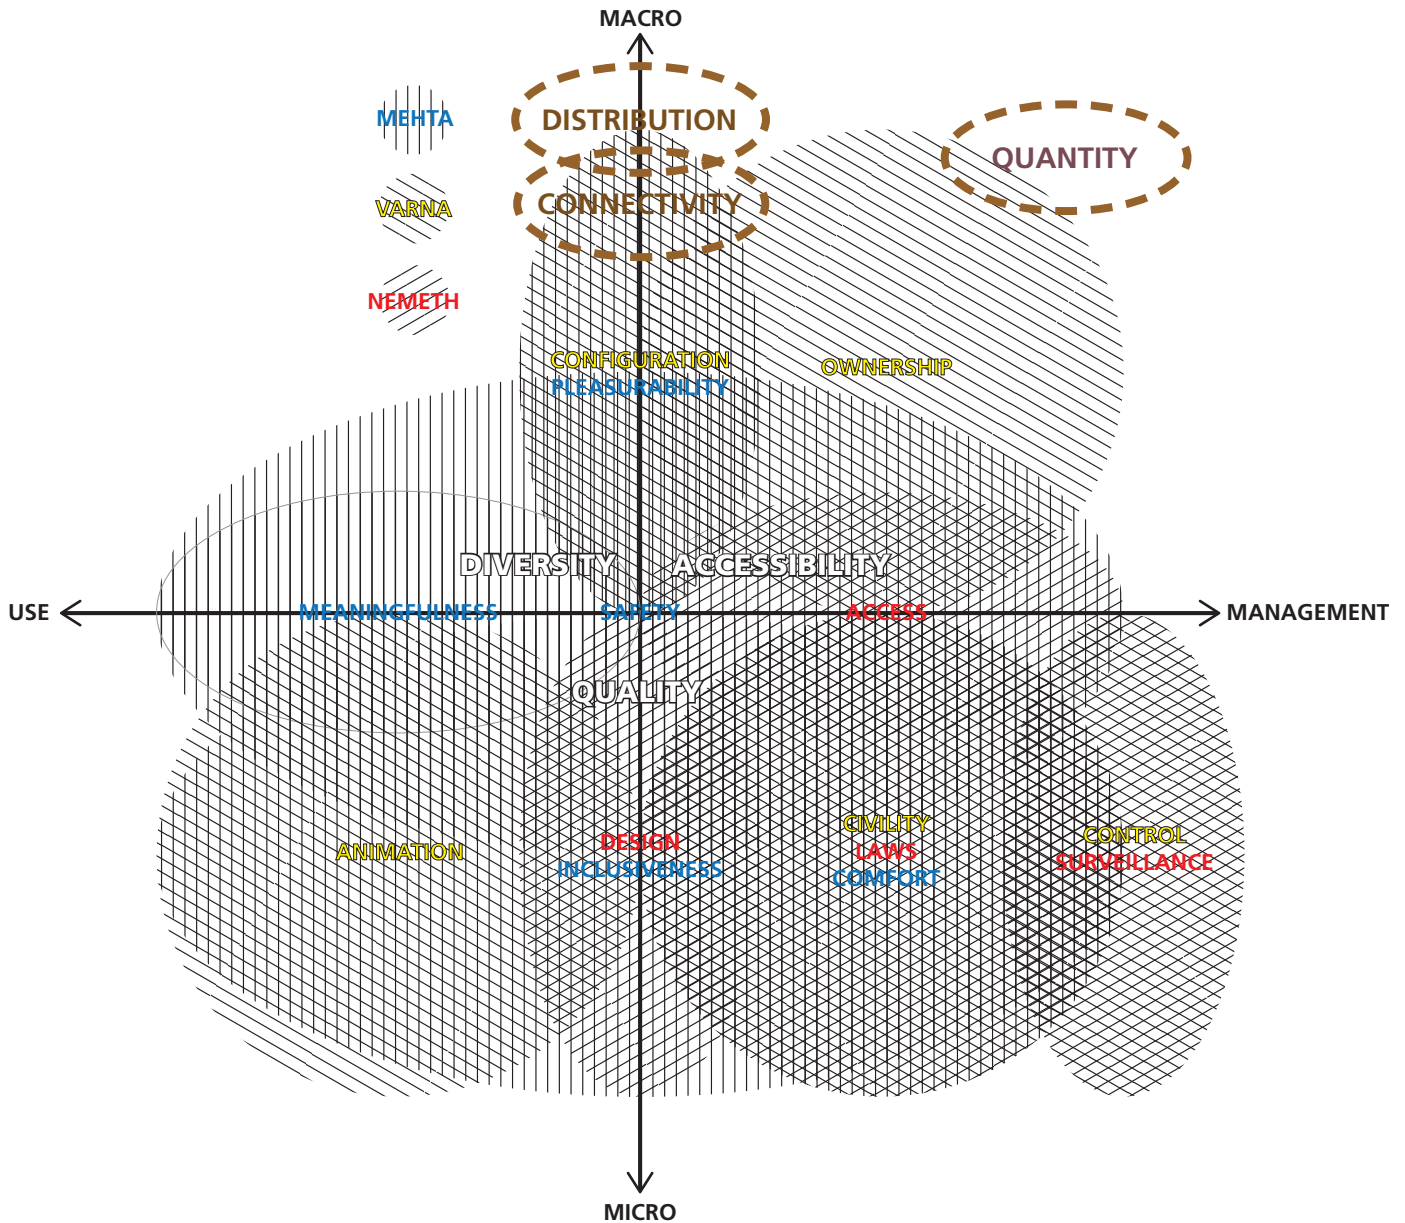 MACRO
MEHTA
DISTRIBUTION
QUANTITY
VARNA
CONNECTIVITY
NEMETH
CONFIGURATION
PLEASURABILITY
OWNERSHIP
DIVERSITY
ACCESSIBILITY
USE
MEANINGFULNESS
SAFETY
ACCESS
MANAGEMENT
QUALITY
ANIMATION
DESIGN
INCLUSIVENESS
CIVILITY
LAWS
COMFORT
CONTROL
SURVEILLANCE
MICRO